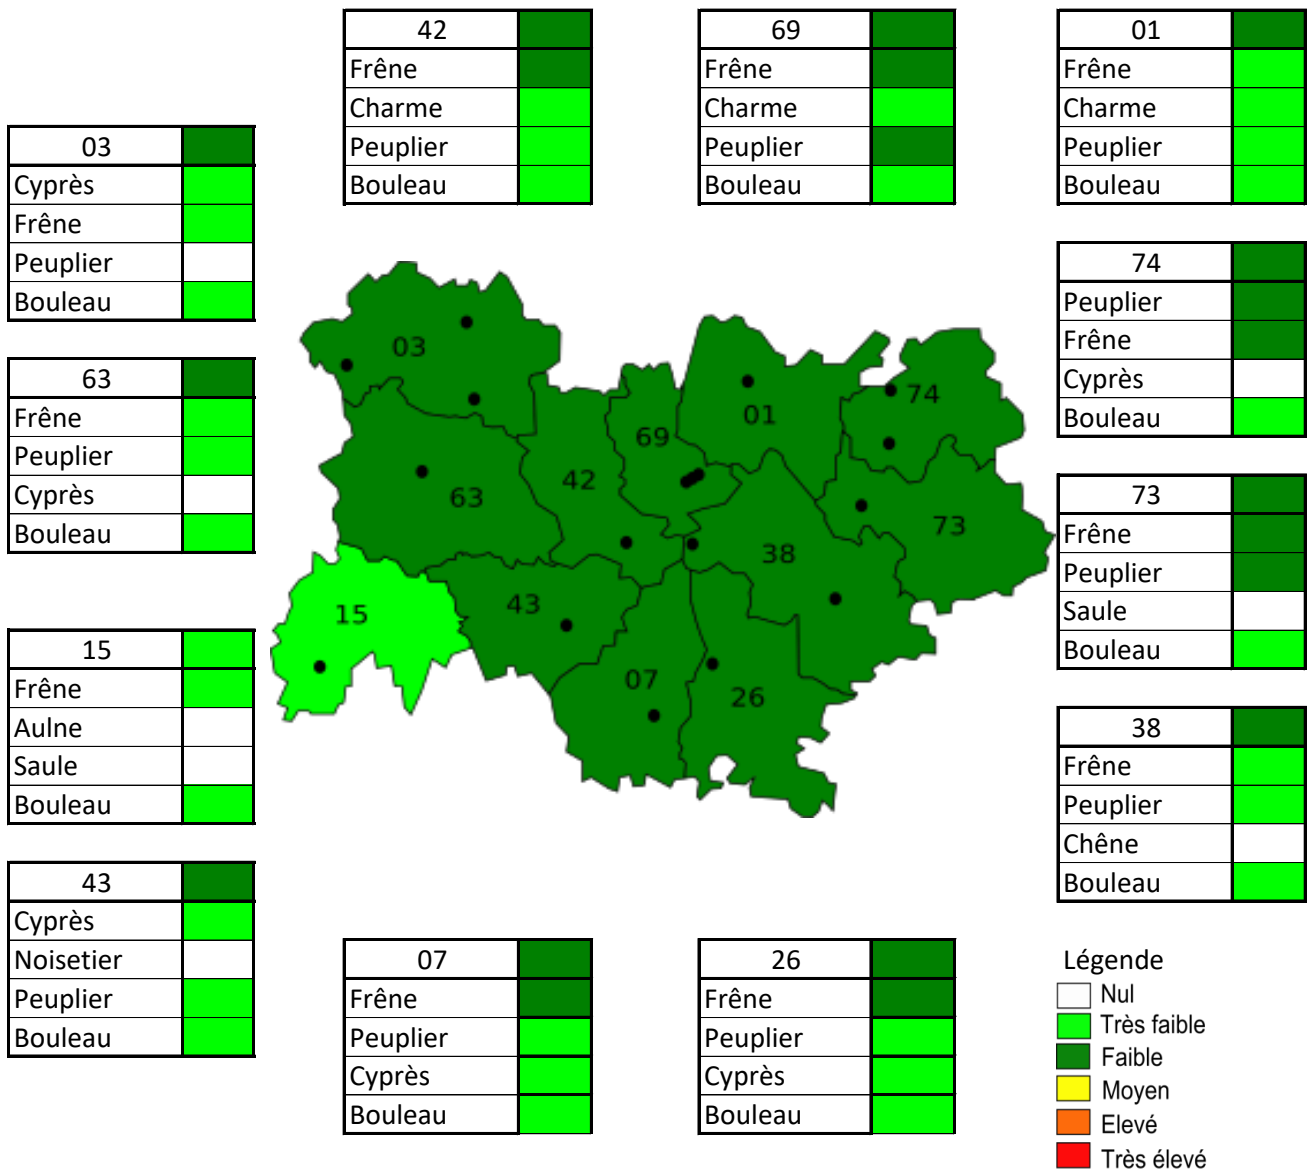 42
Frêne
Charme
Peuplier
Bouleau
69
Frêne
Charme
Peuplier
Bouleau
01
Frêne
Charme
Peuplier
Bouleau
03
Cyprès
Frêne
Peuplier
Bouleau
74
Peuplier
Frêne
Cyprès
Bouleau
63
Frêne
Peuplier
Cyprès
Bouleau
03
01
74
69
42
63
73
38
15
43
07
26
73
Frêne
Peuplier
Saule
Bouleau
15
Frêne
Aulne
Saule
Bouleau
38
Frêne
Peuplier
Chêne
Bouleau
43
Cyprès
Noisetier
Peuplier
Bouleau
07
Frêne
Peuplier
Cyprès
Bouleau
26
Frêne
Peuplier
Cyprès
Bouleau
Légende
Nul
Très faible
Faible
Moyen
Elevé
Très élevé